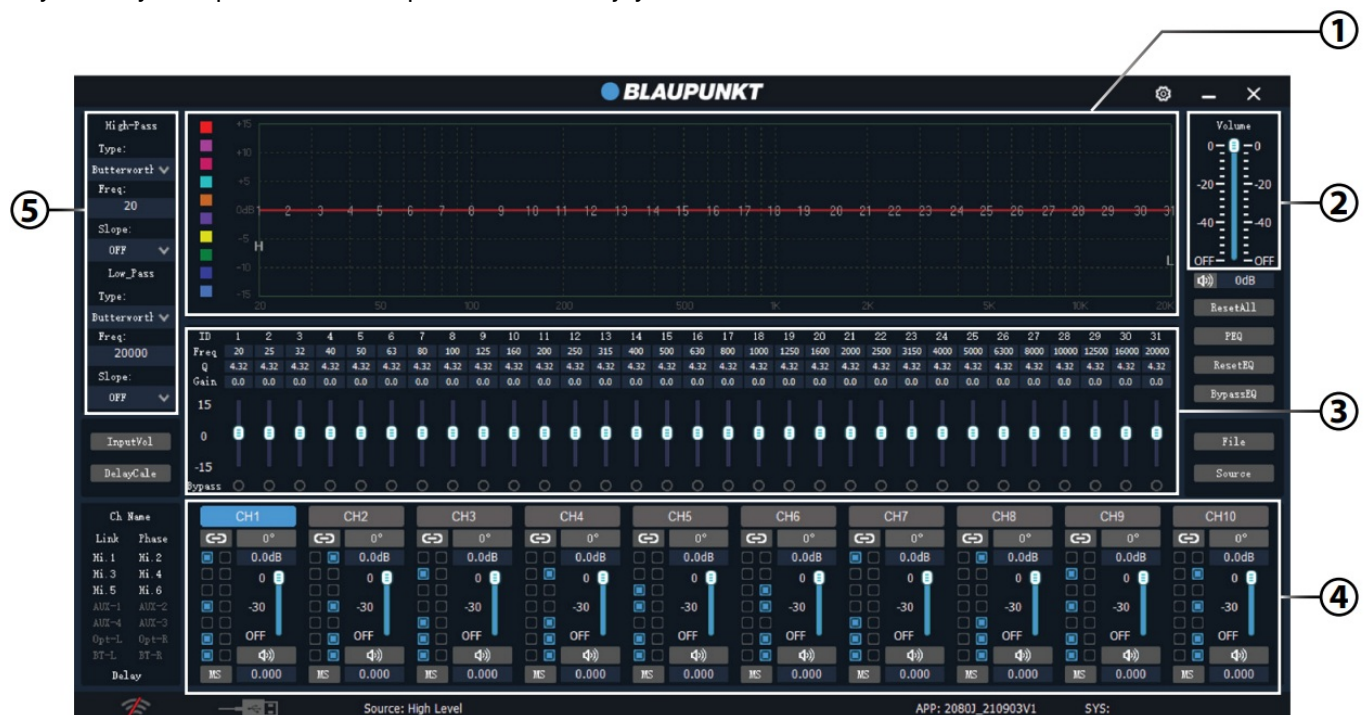 1
BLAUPUNKT
High-Pass
Type:
Butterwortl
Freq:
20
Slope:
OFF
Low_Pass
Type:
Butterwortl
Freq:
20000
Slope:
OFF
5
+15
+10
+5
0dB 1 2 3 4 5 6 7 8 9 10 11 12 13 14 15 16 17 18 19 20 21 22 23 24 25 26 27 28 29 30 31
-5
H
L
-10
-15
20 50 100 200 500 1K 2K 5K 10K 20K
Volume
0 0
-20 -20
-40 -40
OFF OFF
2
0dB
ResetAll
PEQ
ResetEQ
BypassEQ
ID 1 2 3 4 5 6 7 8 9 10 11 12 13 14 15 16 17 18 19 20 21 22 23 24 25 26 27 28 29 30 31
Freq 20 25 32 40 50 63 80 100 125 160 200 250 315 400 500 630 800 1000 1250 1600 2000 2500 3150 4000 5000 6300 8000 10000 12500 16000 20000
Q 4.32 4.32 4.32 4.32 4.32 4.32 4.32 4.32 4.32 4.32 4.32 4.32 4.32 4.32 4.32 4.32 4.32 4.32 4.32 4.32 4.32 4.32 4.32 4.32 4.32 4.32 4.32 4.32 4.32 4.32 4.32
Gain 0.0 0.0 0.0 0.0 0.0 0.0 0.0 0.0 0.0 0.0 0.0 0.0 0.0 0.0 0.0 0.0 0.0 0.0 0.0 0.0 0.0 0.0 0.0 0.0 0.0 0.0 0.0 0.0 0.0 0.0 0.0
15
0
-15
Bypass
3
InputVol
DelayCale
File
Source
Ch Name
Link Phase
Hi.1 Hi.2
Hi.3 Hi.4
Hi.5 Hi.6
AUX-1 AUX-2
AUX-4 AUX-3
Opt-L Opt-R
BT-L BT-R
Delay
CH1 CH2 CH3 CH4 CH5 CH6 CH7 CH8 CH9 CH10
0° 0° 0° 0° 0° 0° 0° 0° 0° 0°
0.0dB 0.0dB 0.0dB 0.0dB 0.0dB 0.0dB 0.0dB 0.0dB 0.0dB 0.0dB
0 0 0 0 0 0 0 0 0 0
-30 -30 -30 -30 -30 -30 -30 -30 -30 -30
OFF OFF OFF OFF OFF OFF OFF OFF OFF OFF
MS 0.000 MS 0.000 MS 0.000 MS 0.000 MS 0.000 MS 0.000 MS 0.000 MS 0.000 MS 0.000 MS 0.000
4
Source: High Level
APP: 2080J_210903V1
SYS: